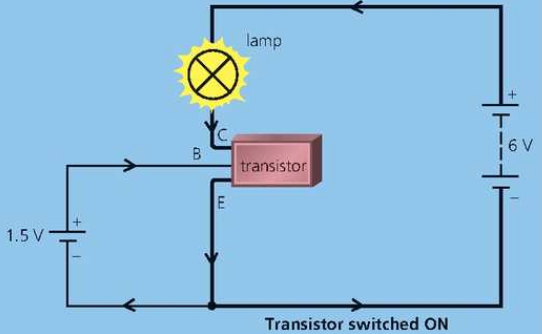 lamp
+
C
B
transistor
6 V
E
+
1.5 V
−
−
Transistor switched ON